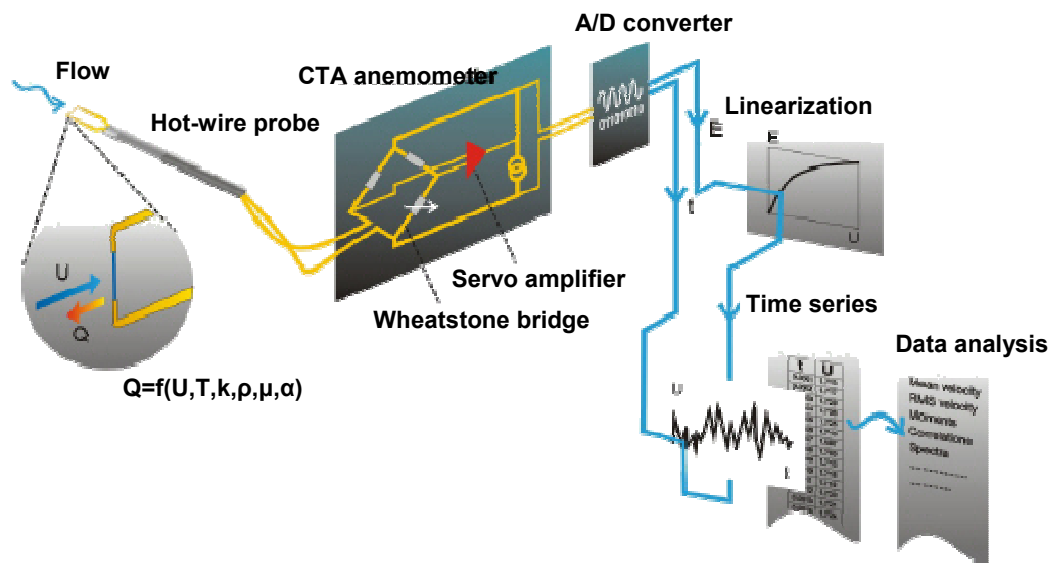 A/D converter
Flow
CTA anemometer
Linearization
Hot-wire probe
E
E
t
U
U
Q
Servo amplifier
Wheatstone bridge
Time series
Data analysis
Q=f(U,T,k,ρ,μ,α)
t U
U
t
Mean velocity
RMS velocity
Moments
Correlations
Spectra